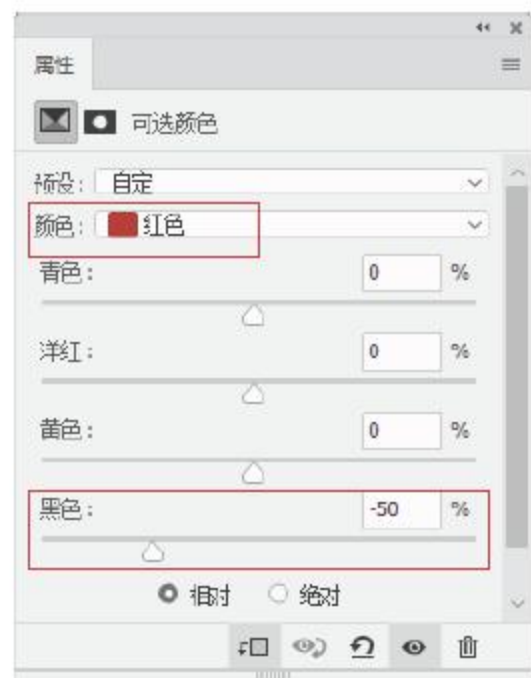 属性
可选颜色
预设: 自定
颜色: 红色
青色: 0 %
洋红: 0 %
黄色: 0 %
黑色: -50 %
相对 绝对